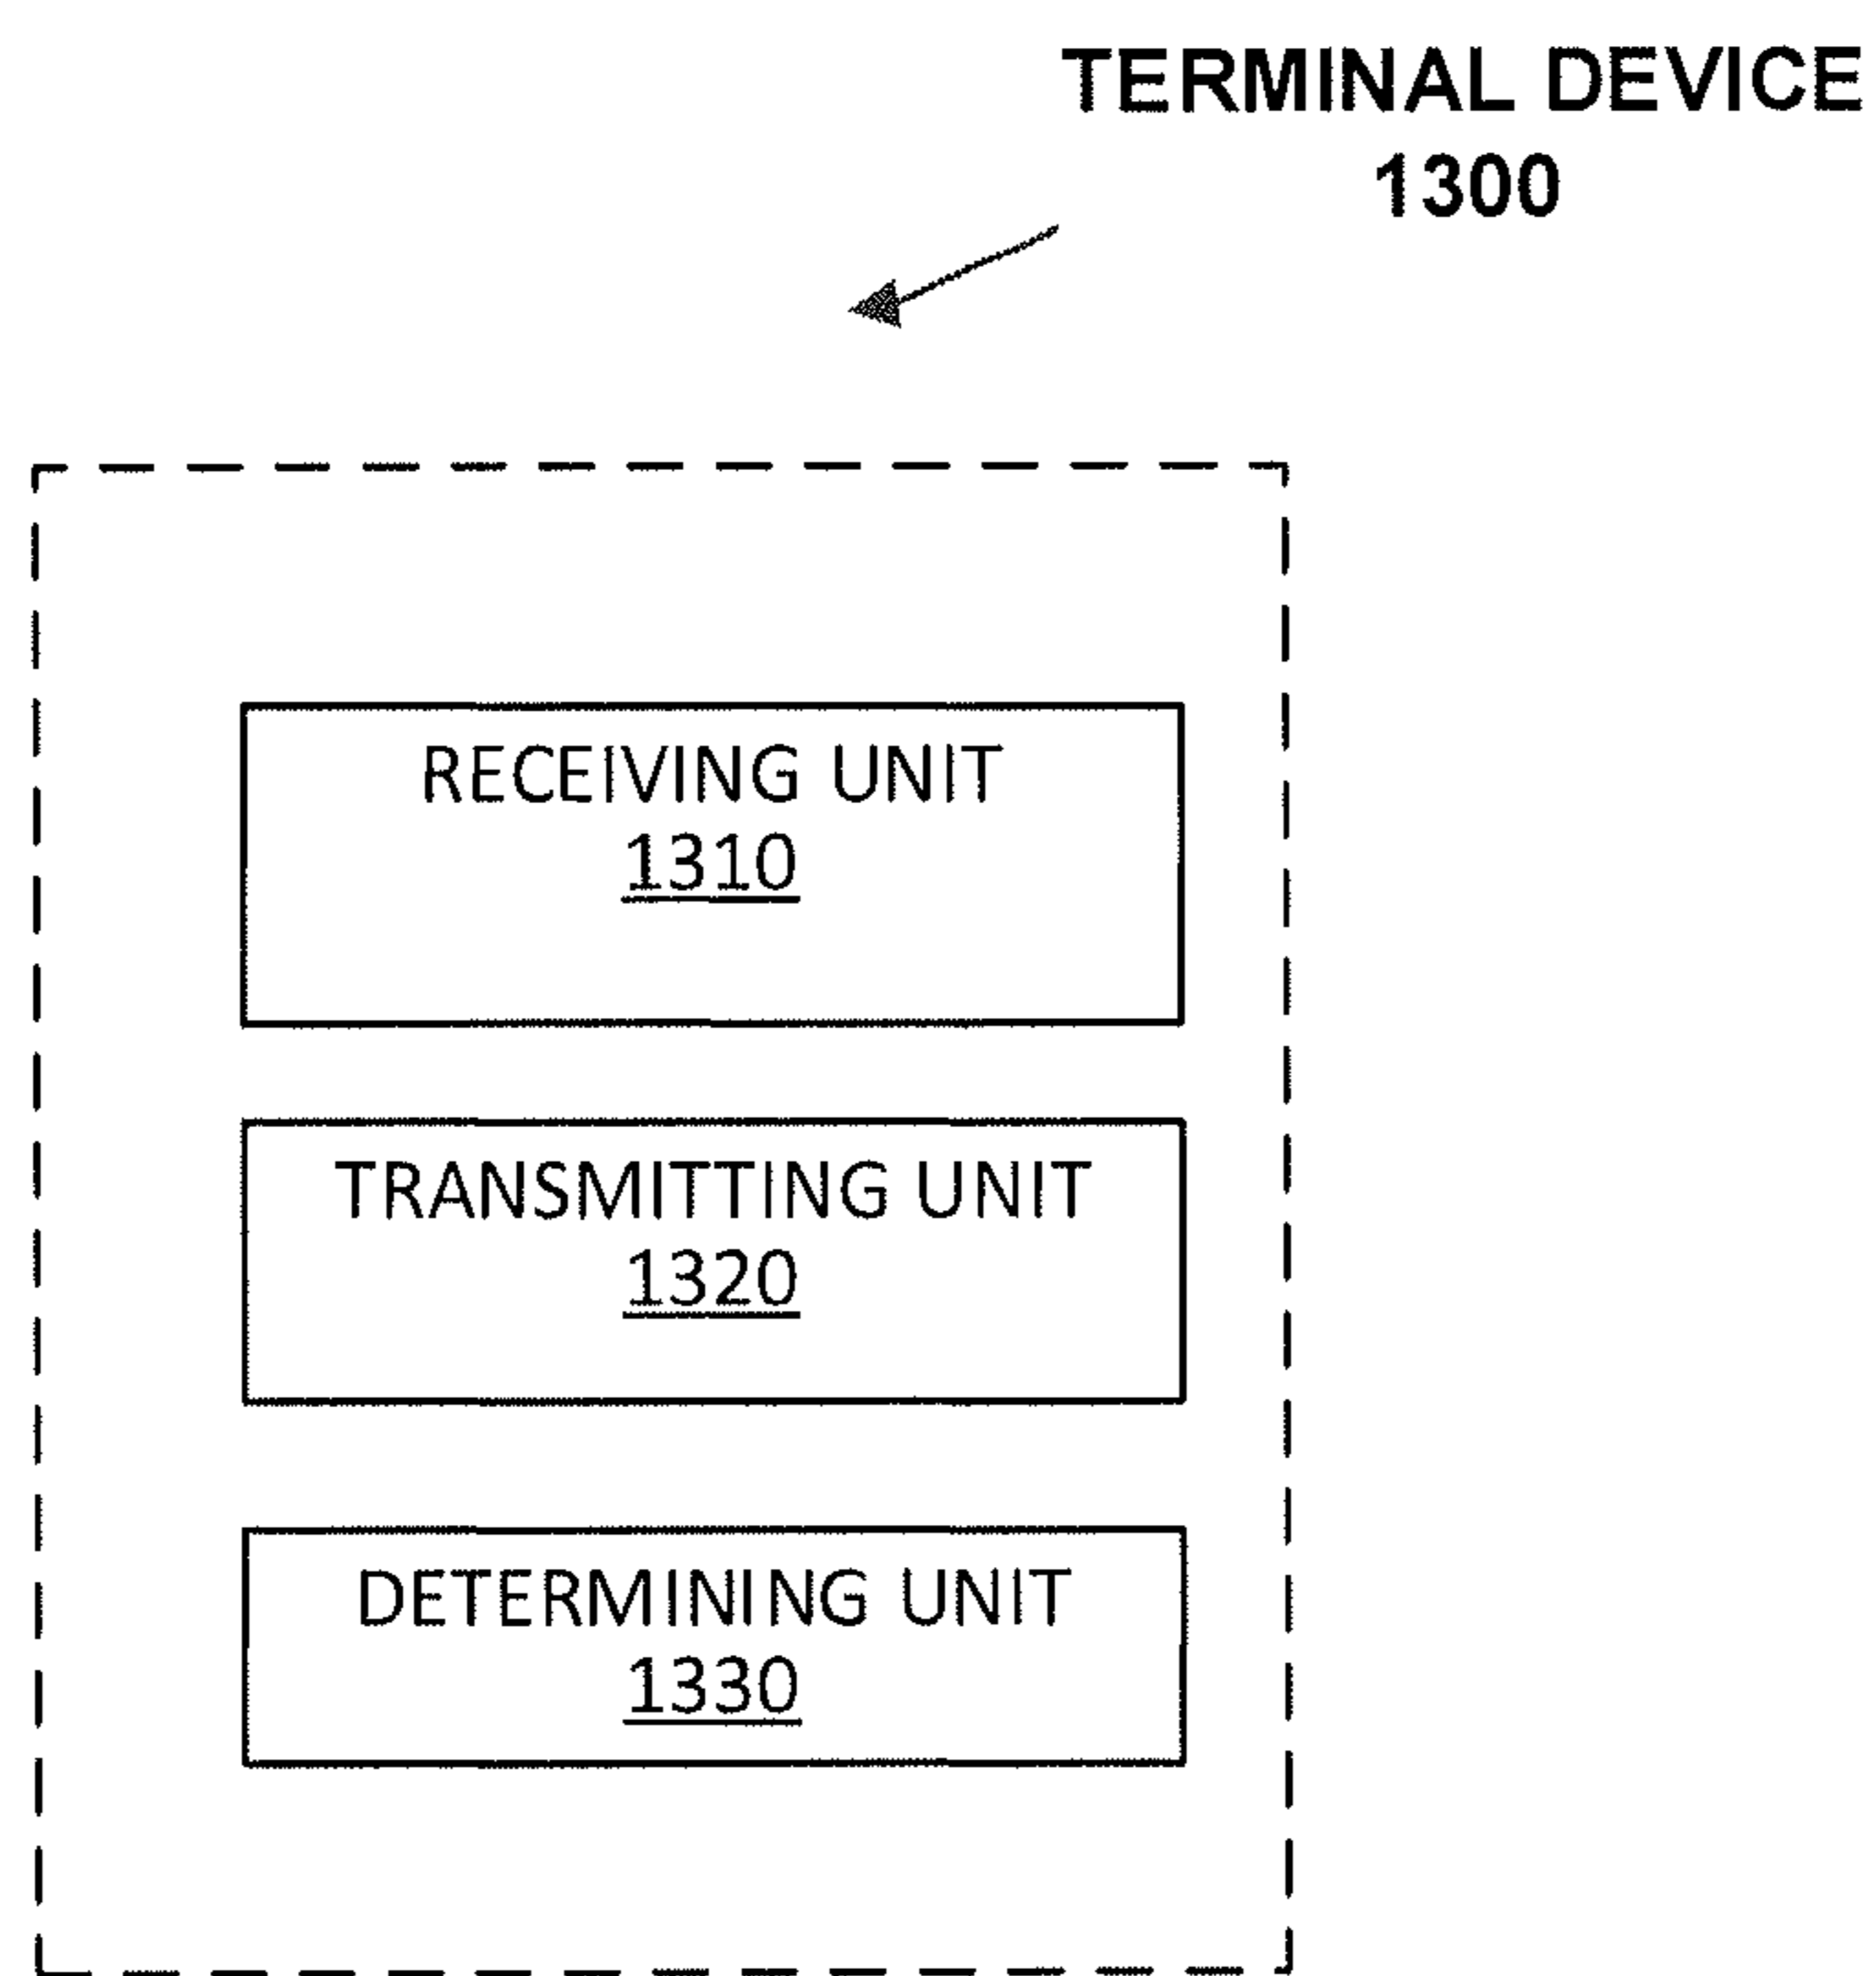 TERMINAL DEVICE
1300
RECEIVING UNIT
1310
TRANSMITTING UNIT
1320
DETERMINING UNIT
1330